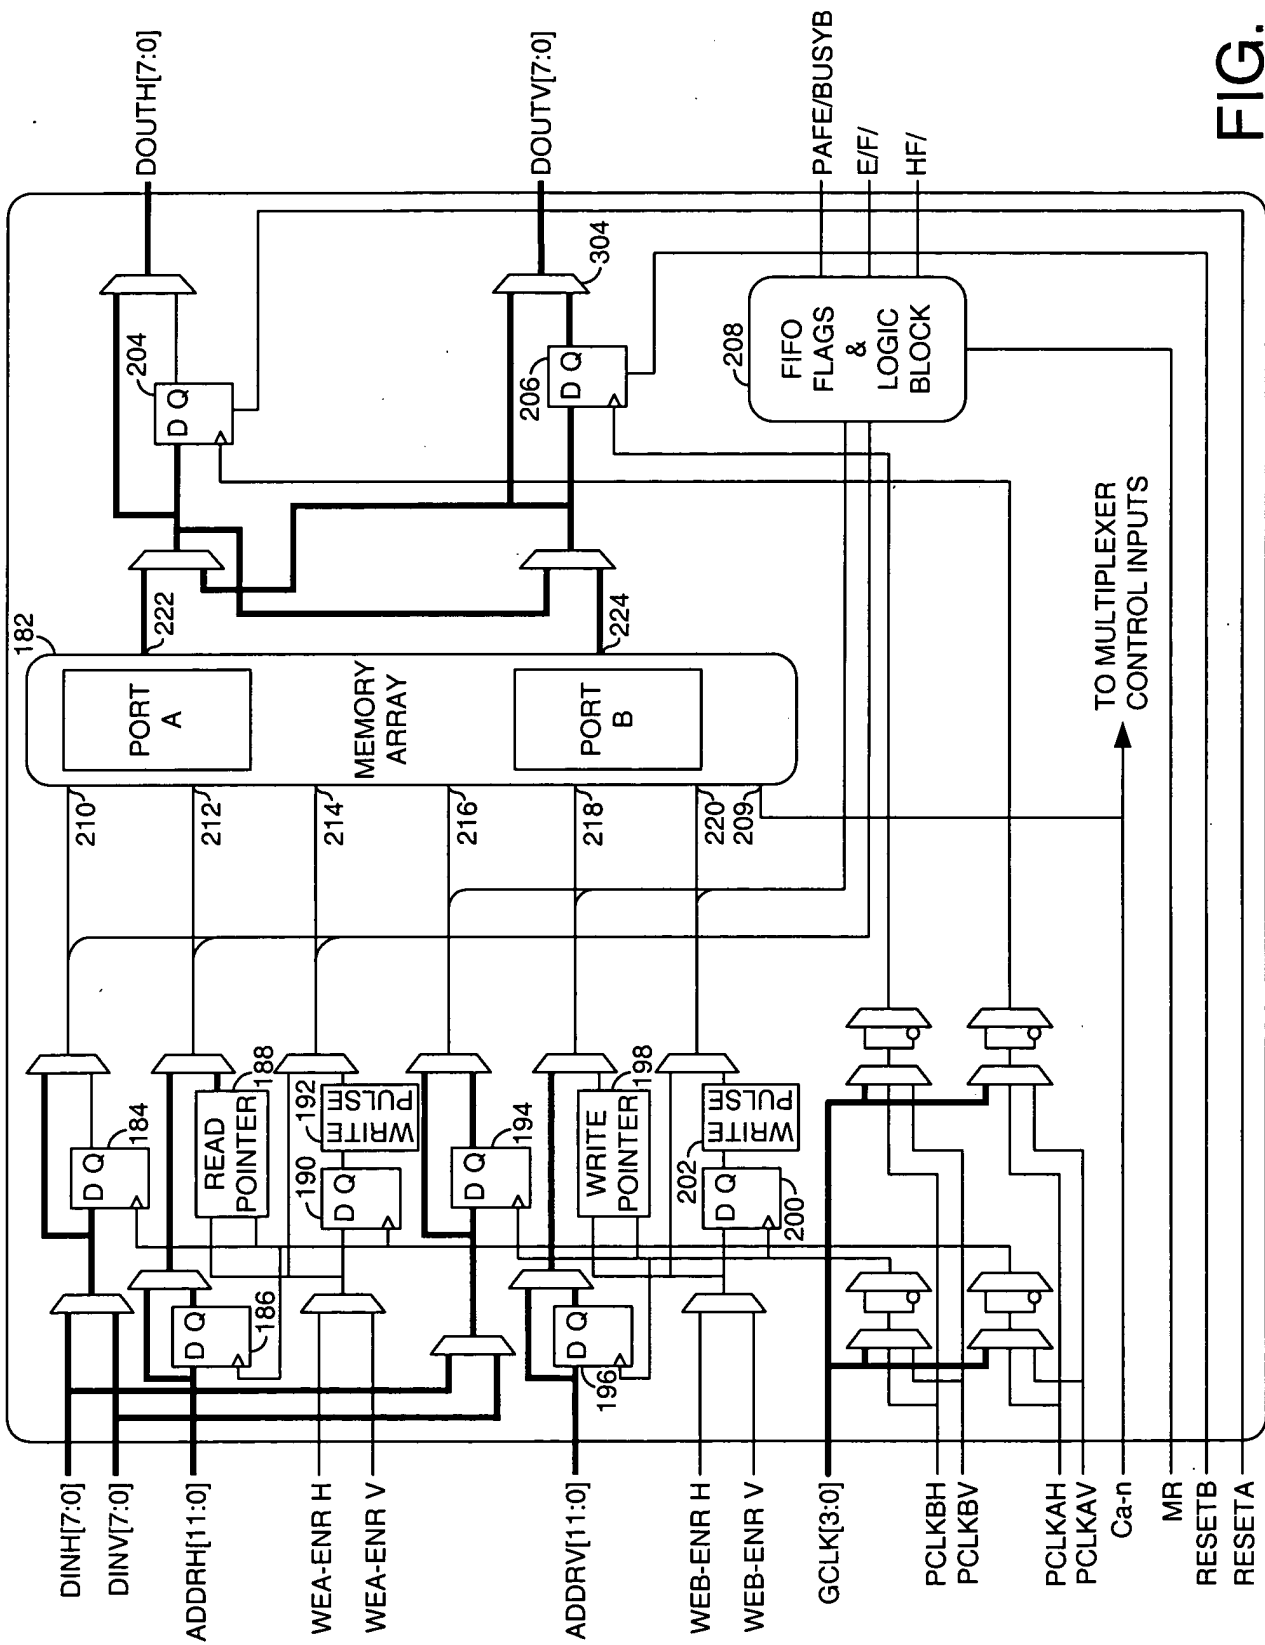 DINH[7:0]
DINV[7:0]
ADDRH[11:0]
WEA-ENR H
WEA-ENR V
ADDRV[11:0]
WEB-ENR H
WEB-ENR V
GCLK[3:0]
PCLKBH
PCLKBV
PCLKAH
PCLKAV
Ca-n
MR
RESETB
RESETA
D Q
184
D Q
186
READ
POINTER
188
D Q
190
WRITE
PULSE
192
D Q
194
D Q
196
WRITE
POINTER
198
D Q
200
WRITE
PULSE
202
210
212
214
216
218
220
209
182
PORT
A
MEMORY
ARRAY
PORT
B
222
224
D Q
204
D Q
206
304
208
FIFO
FLAGS
&
LOGIC
BLOCK
TO MULTIPLEXER
CONTROL INPUTS
DOUTH[7:0]
DOUTV[7:0]
PAFE/BUSYB
E/F/
HF/
FIG.